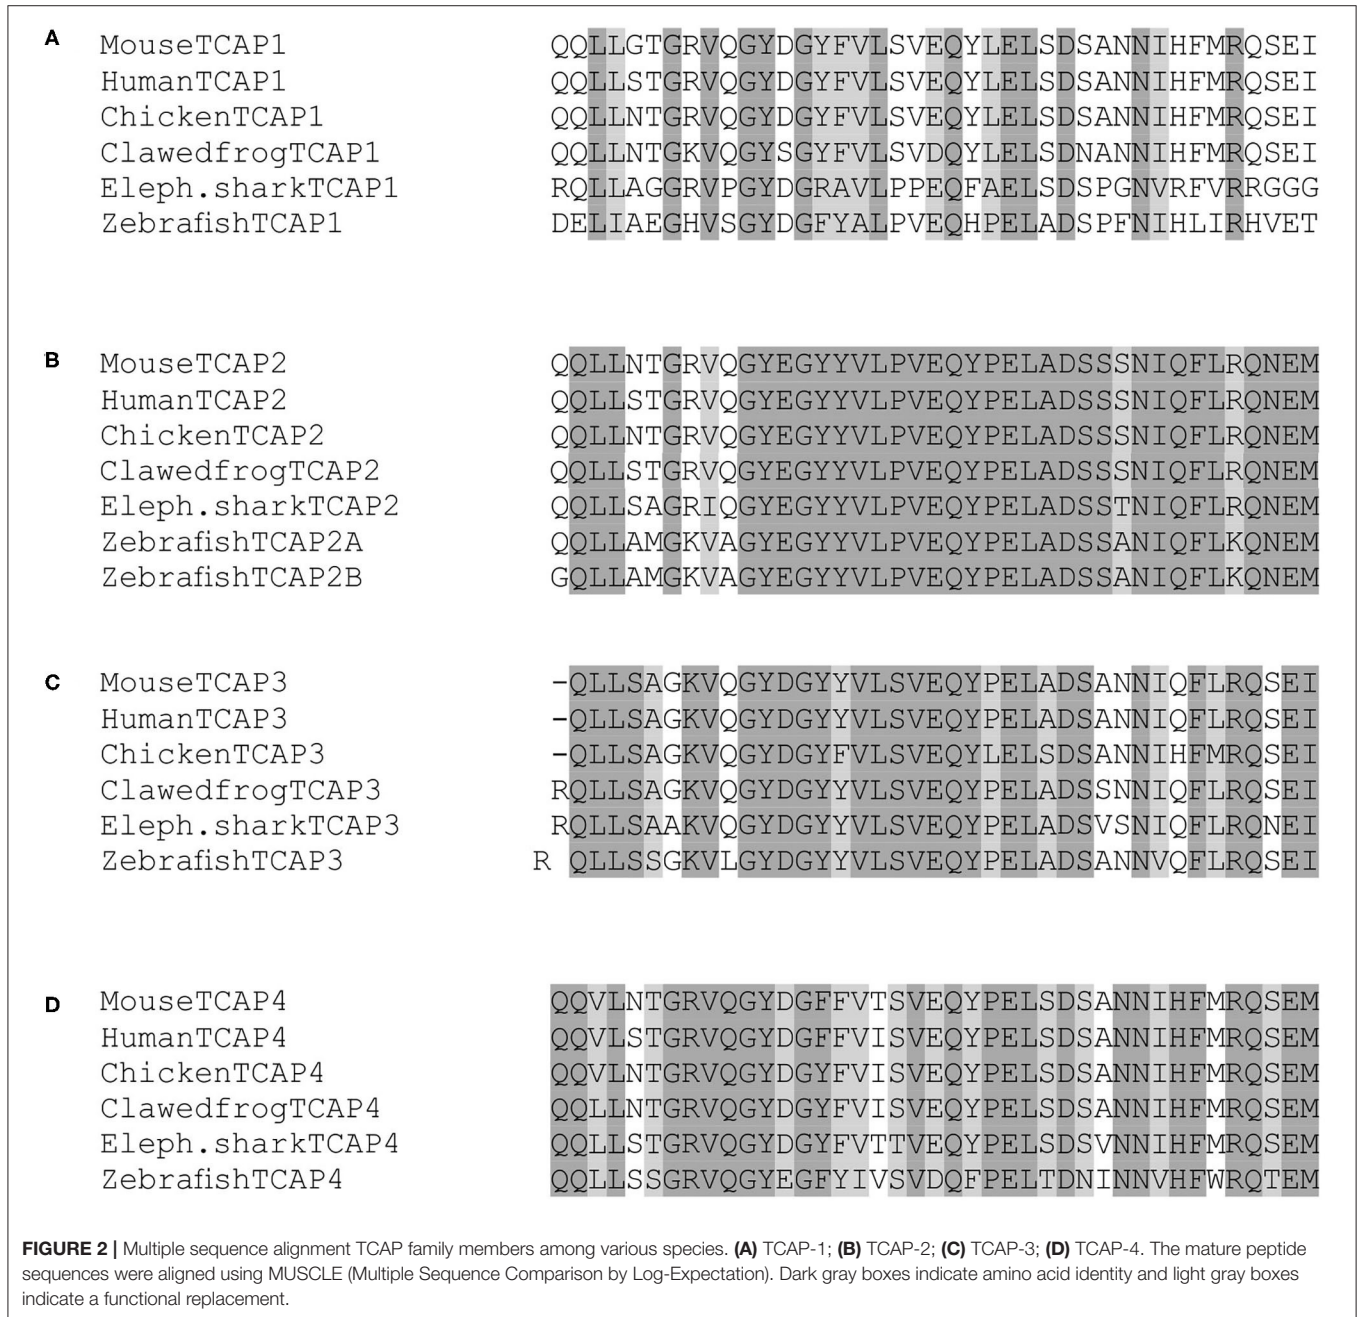 A MouseTCAP1 QQLLGTGRVQGYDGYFVLSVEQYLELSDSANNIHFMRQSEI
HumanTCAP1 QQLLSTGRVQGYDGYFVLSVEQYLELSDSANNIHFMRQSEI
ChickenTCAP1 QQLLNTGRVQGYDGYFVLSVEQYLELSDSANNIHFMRQSEI
ClawedfrogTCAP1 QQLLNTGKVQGYSGYFVLSVDQYLELSDNANNIHFMRQSEI
Eleph.sharkTCAP1 RQLLAGGRVPGYDGRAVLPPEQFAELSDSPGNVRFVRRGGG
ZebrafishTCAP1 DELIAEGHVSGYDGFYALPVEQHPELADSPFNIHLIRHVET
B MouseTCAP2 QQLLNTGRVQGYEGYYVLPVEQYPELADSSSNIQFLRQNEM
HumanTCAP2 QQLLSTGRVQGYEGYYVLPVEQYPELADSSSNIQFLRQNEM
ChickenTCAP2 QQLLNTGRVQGYEGYYVLPVEQYPELADSSSNIQFLRQNEM
ClawedfrogTCAP2 QQLLSTGRVQGYEGYYVLPVEQYPELADSSSNIQFLRQNEM
Eleph.sharkTCAP2 QQLLSAGRIQGYEGYYVLPVEQYPELADSSTNIQFLRQNEM
ZebrafishTCAP2A QQLLAMGKVAGYEGYYVLPVEQYPELADSSANIQFLKQNEM
ZebrafishTCAP2B GQLLAMGKVAGYEGYYVLPVEQYPELADSSANIQFLKQNEM
C MouseTCAP3 -QLLSAGKVQGYDGYYVLSVEQYPELADSANNIQFLRQSEI
HumanTCAP3 -QLLSAGKVQGYDGYYVLSVEQYPELADSANNIQFLRQSEI
ChickenTCAP3 -QLLSAGKVQGYDGYFVLSVEQYLELSDSANNIHFMRQSEI
ClawedfrogTCAP3 RQLLSAGKVQGYDGYYVLSVEQYPELADSSNNIQFLRQSEI
Eleph.sharkTCAP3 RQLLSAAKVQGYDGYYVLSVEQYPELADSVSNIQFLRQNEI
ZebrafishTCAP3 R QLLSSGKVLGYDGYYVLSVEQYPELADSANNVQFLRQSEI
D MouseTCAP4 QQVLNTGRVQGYDGFFVTSVEQYPELSDSANNIHFMRQSEM
HumanTCAP4 QQVLSTGRVQGYDGFFVISVEQYPELSDSANNIHFMRQSEM
ChickenTCAP4 QQVLNTGRVQGYDGYFVISVEQYPELSDSANNIHFMRQSEM
ClawedfrogTCAP4 QQLLNTGRVQGYDGYFVISVEQYPELSDSANNIHFMRQSEM
Eleph.sharkTCAP4 QQLLSTGRVQGYDGYFVTTVEQYPELSDSVNNIHFMRQSEM
ZebrafishTCAP4 QQLLSSGRVQGYEGFYIVSVDQFPELTDNINNVHFWRQTEM
FIGURE 2 | Multiple sequence alignment TCAP family members among various species. (A) TCAP-1; (B) TCAP-2; (C) TCAP-3; (D) TCAP-4. The mature peptide
sequences were aligned using MUSCLE (Multiple Sequence Comparison by Log-Expectation). Dark gray boxes indicate amino acid identity and light gray boxes
indicate a functional replacement.